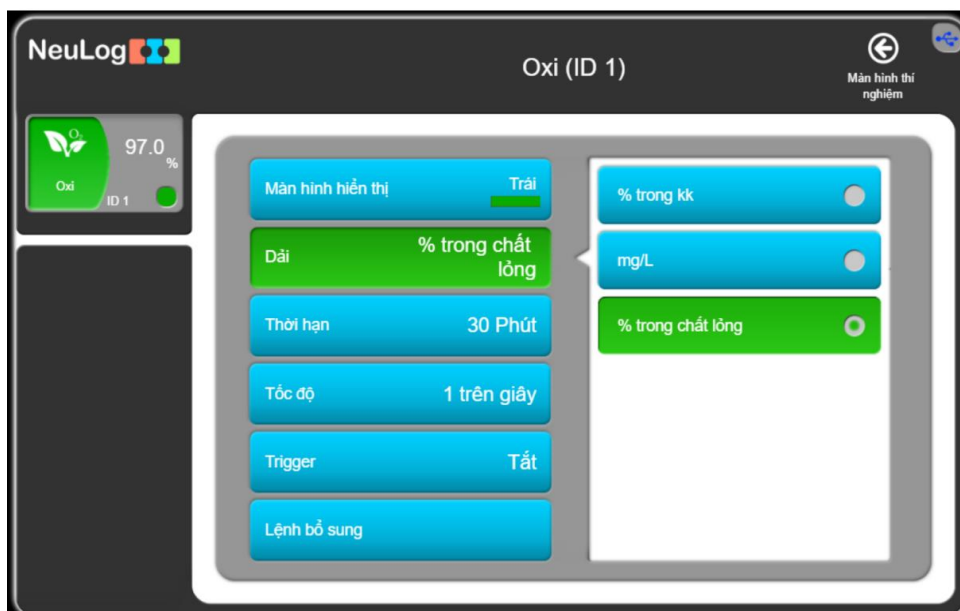 NeuLog
Oxi (ID 1)
Màn hình thí
nghiệm
O₂
97.0
%
Oxi
ID 1
Màn hình hiển thị
Trái
Dải
% trong chất
lỏng
Thời hạn
30 Phút
Tốc độ
1 trên giây
Trigger
Tắt
Lệnh bổ sung
% trong kk
mg/L
% trong chất lỏng